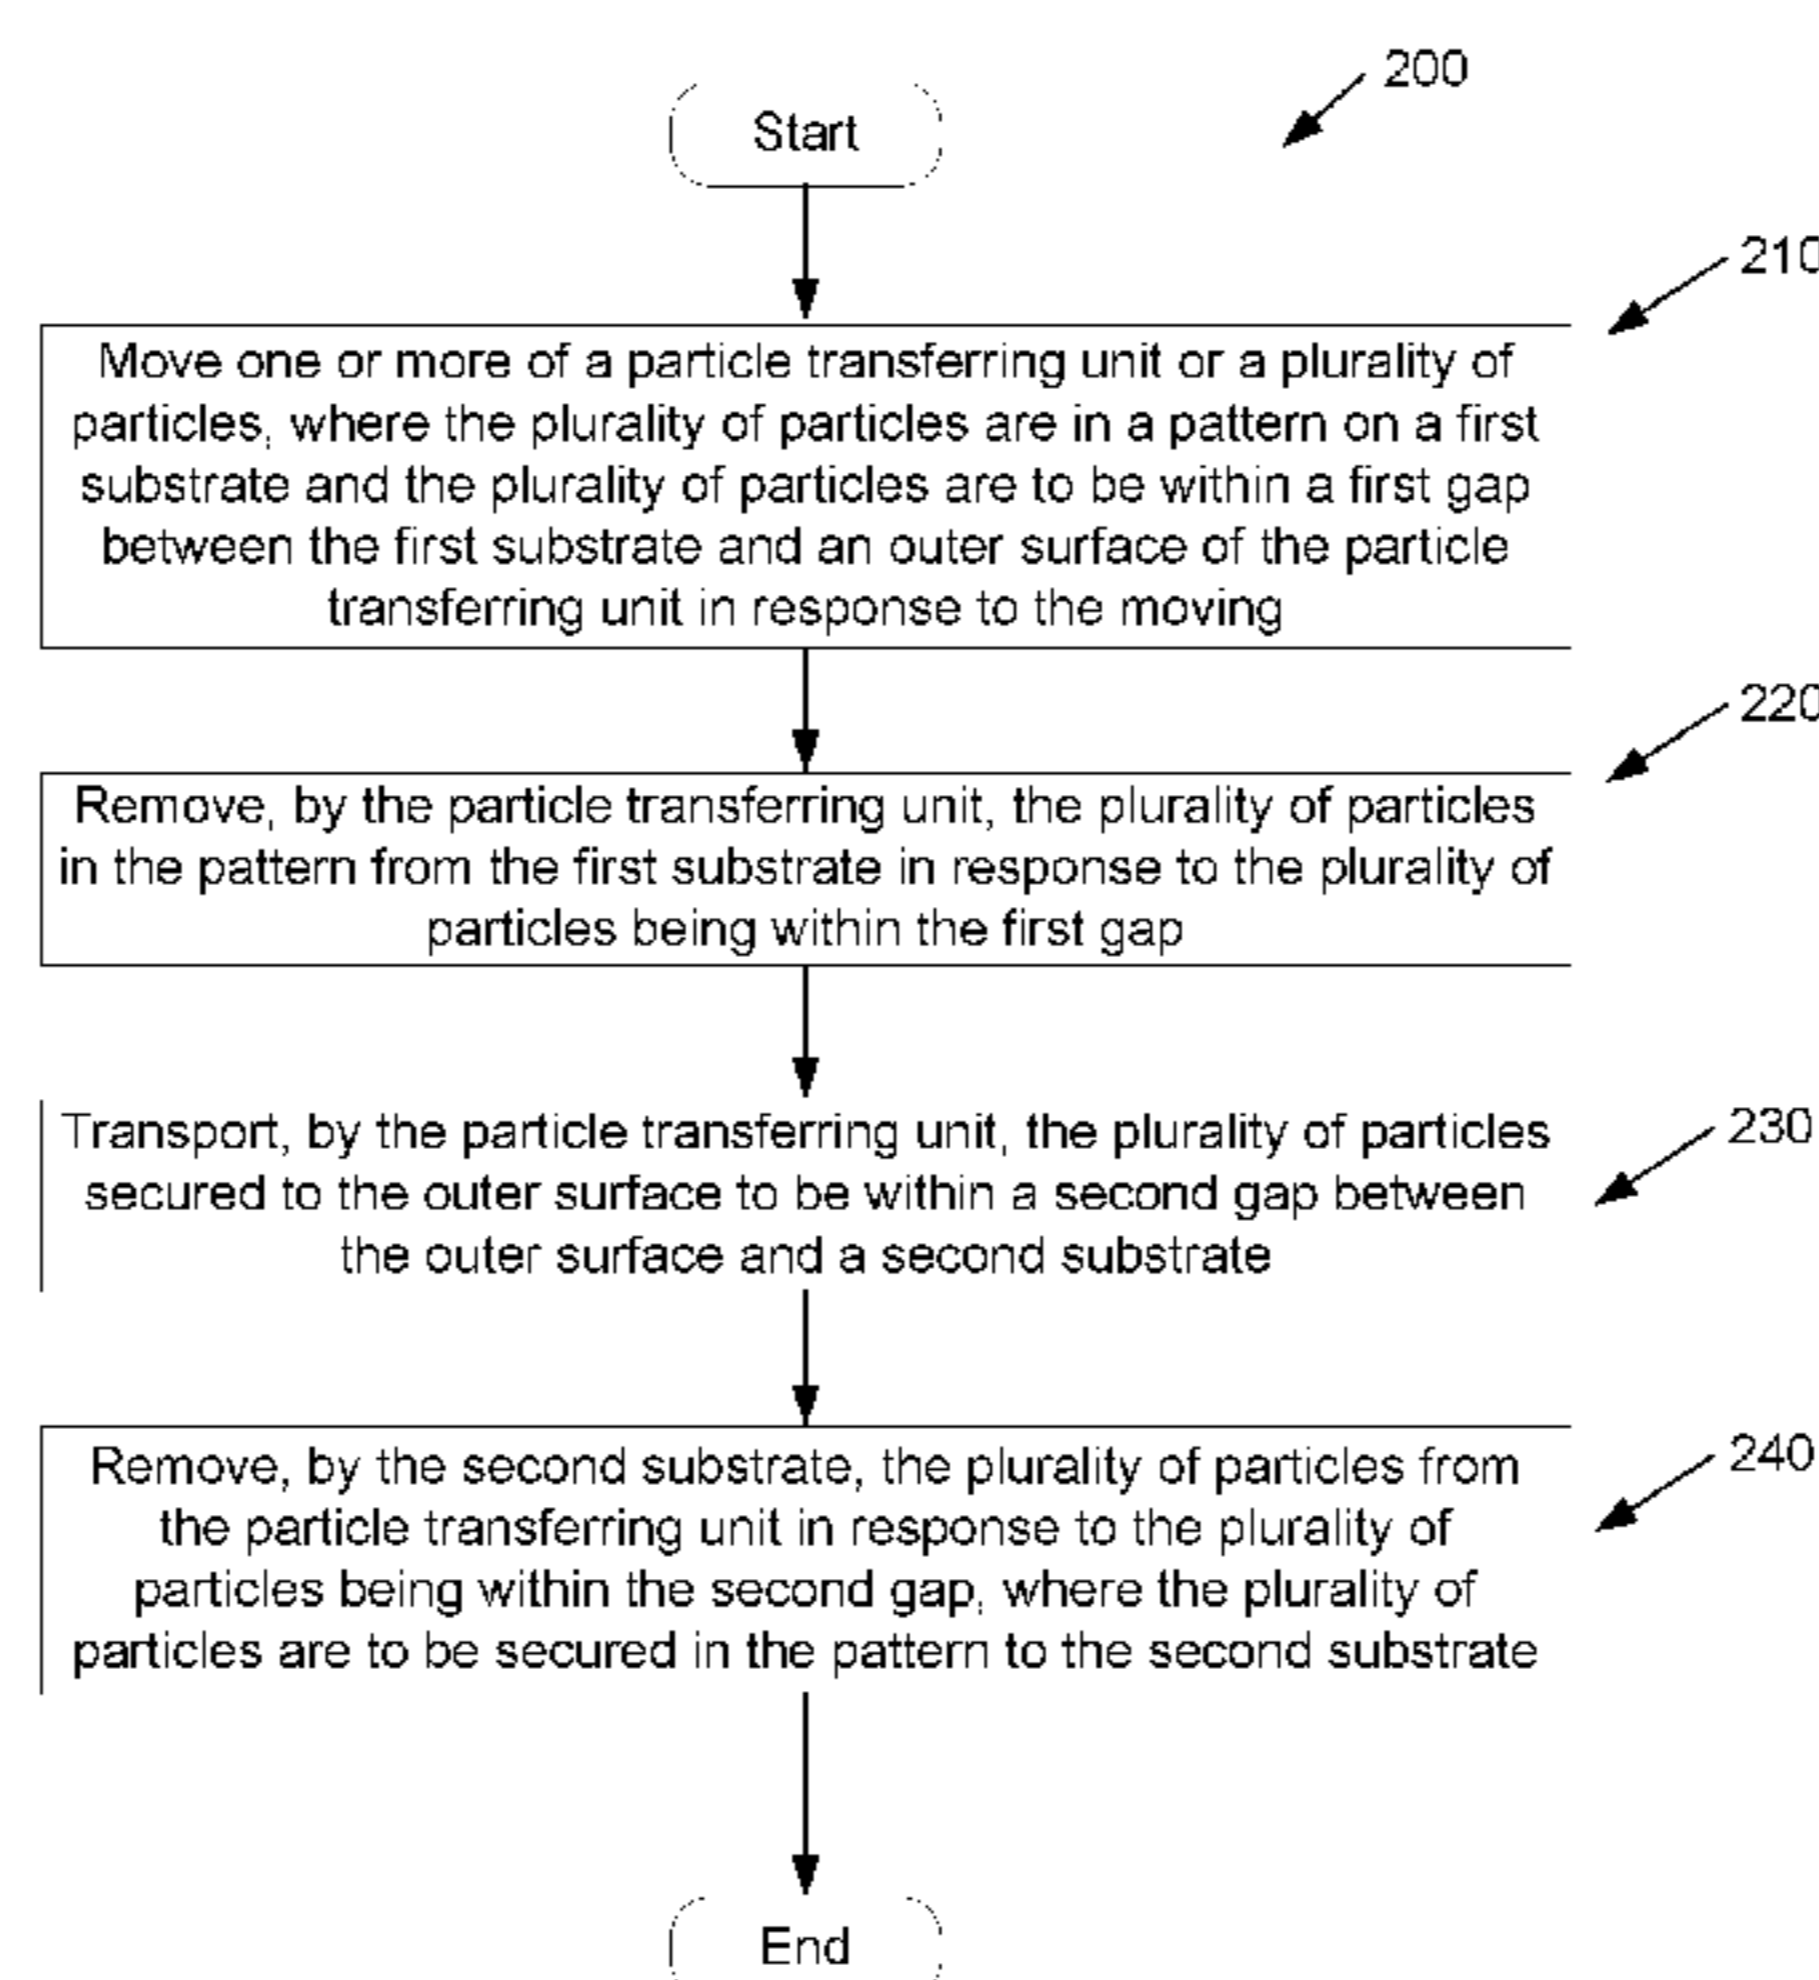 200
Start
210
Move one or more of a particle transferring unit or a plurality of
particles, where the plurality of particles are in a pattern on a first
substrate and the plurality of particles are to be within a first gap
between the first substrate and an outer surface of the particle
transferring unit in response to the moving
220
Remove, by the particle transferring unit, the plurality of particles
in the pattern from the first substrate in response to the plurality of
particles being within the first gap
230
Transport, by the particle transferring unit, the plurality of particles
secured to the outer surface to be within a second gap between
the outer surface and a second substrate
240
Remove, by the second substrate, the plurality of particles from
the particle transferring unit in response to the plurality of
particles being within the second gap, where the plurality of
particles are to be secured in the pattern to the second substrate
End